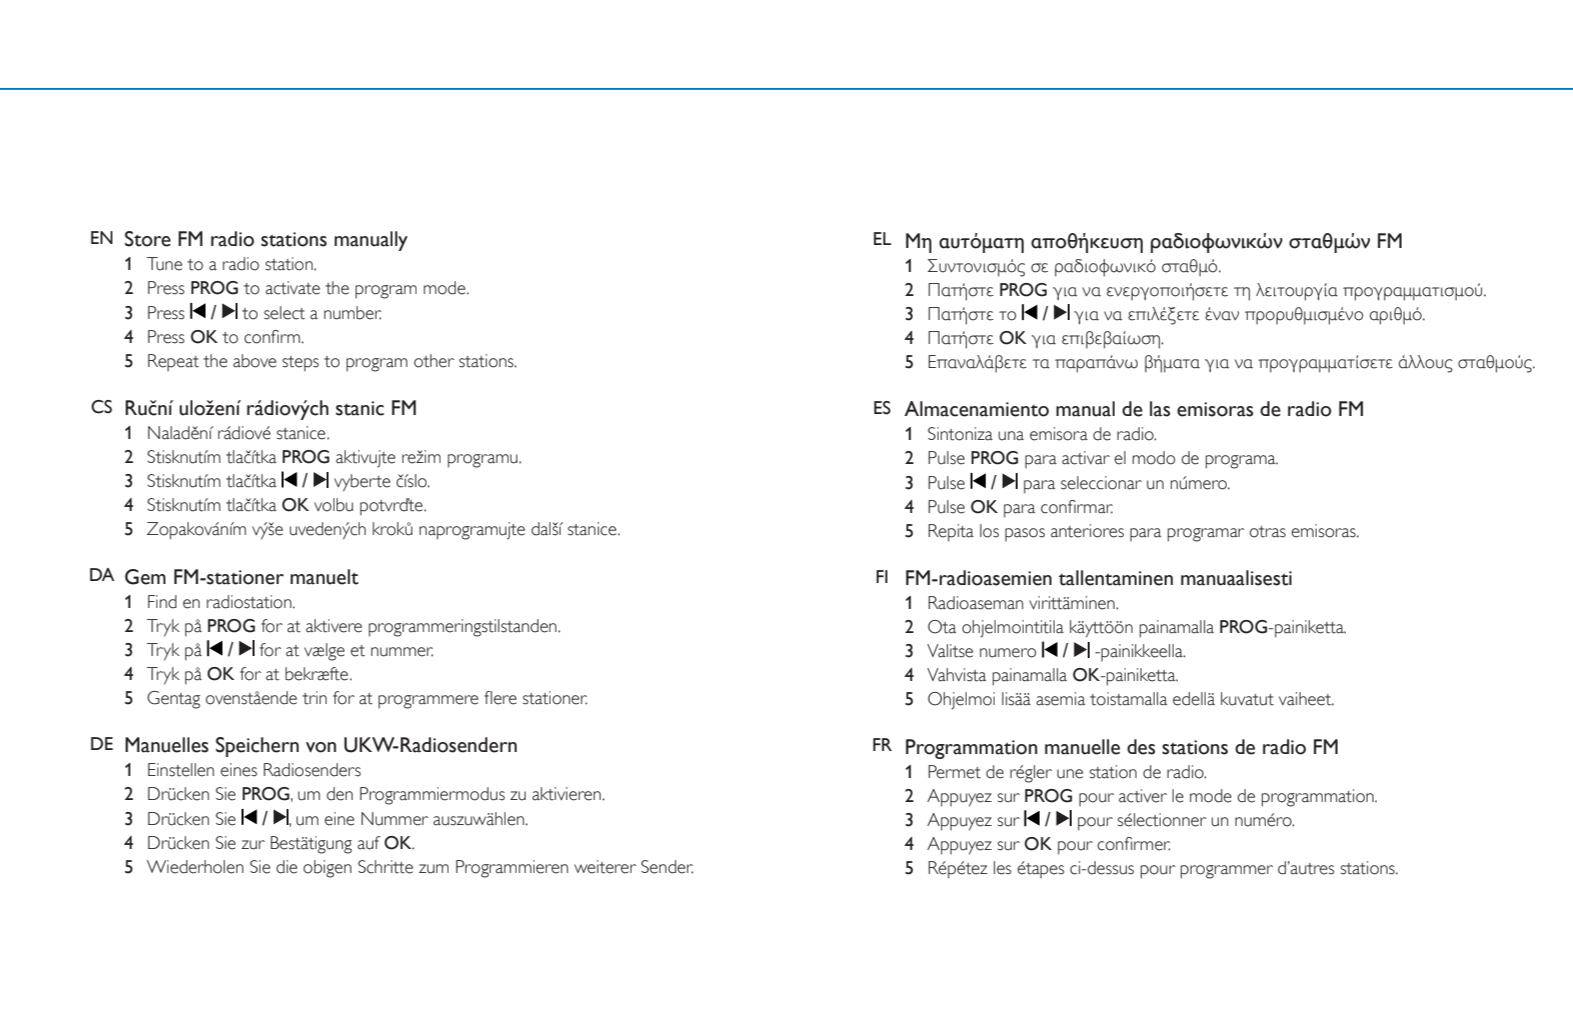 EN Store FM radio stations manually
1 Tune to a radio station.
2 Press PROG to activate the program mode.
3 Press ⏮ / ⏭ to select a number.
4 Press OK to confirm.
5 Repeat the above steps to program other stations.
CS Ruční uložení rádiových stanic FM
1 Naladění rádiové stanice.
2 Stisknutím tlačítka PROG aktivujte režim programu.
3 Stisknutím tlačítka ⏮ / ⏭ vyberte číslo.
4 Stisknutím tlačítka OK volbu potvrďte.
5 Zopakováním výše uvedených kroků naprogramujte další stanice.
DA Gem FM-stationer manuelt
1 Find en radiostation.
2 Tryk på PROG for at aktivere programmeringstilstanden.
3 Tryk på ⏮ / ⏭ for at vælge et nummer.
4 Tryk på OK for at bekræfte.
5 Gentag ovenstående trin for at programmere flere stationer.
DE Manuelles Speichern von UKW-Radiosendern
1 Einstellen eines Radiosenders
2 Drücken Sie PROG, um den Programmiermodus zu aktivieren.
3 Drücken Sie ⏮ / ⏭, um eine Nummer auszuwählen.
4 Drücken Sie zur Bestätigung auf OK.
5 Wiederholen Sie die obigen Schritte zum Programmieren weiterer Sender.
EL Μη αυτόματη αποθήκευση ραδιοφωνικών σταθμών FM
1 Συντονισμός σε ραδιοφωνικό σταθμό.
2 Πατήστε PROG για να ενεργοποιήσετε τη λειτουργία προγραμματισμού.
3 Πατήστε το ⏮ / ⏭ για να επιλέξετε έναν προρυθμισμένο αριθμό.
4 Πατήστε OK για επιβεβαίωση.
5 Επαναλάβετε τα παραπάνω βήματα για να προγραμματίσετε άλλους σταθμούς.
ES Almacenamiento manual de las emisoras de radio FM
1 Sintoniza una emisora de radio.
2 Pulse PROG para activar el modo de programa.
3 Pulse ⏮ / ⏭ para seleccionar un número.
4 Pulse OK para confirmar.
5 Repita los pasos anteriores para programar otras emisoras.
FI FM-radioasemien tallentaminen manuaalisesti
1 Radioaseman virittäminen.
2 Ota ohjelmointitila käyttöön painamalla PROG-painiketta.
3 Valitse numero ⏮ / ⏭ -painikkeella.
4 Vahvista painamalla OK-painiketta.
5 Ohjelmoi lisää asemia toistamalla edellä kuvatut vaiheet.
FR Programmation manuelle des stations de radio FM
1 Permet de régler une station de radio.
2 Appuyez sur PROG pour activer le mode de programmation.
3 Appuyez sur ⏮ / ⏭ pour sélectionner un numéro.
4 Appuyez sur OK pour confirmer.
5 Répétez les étapes ci-dessus pour programmer d'autres stations.